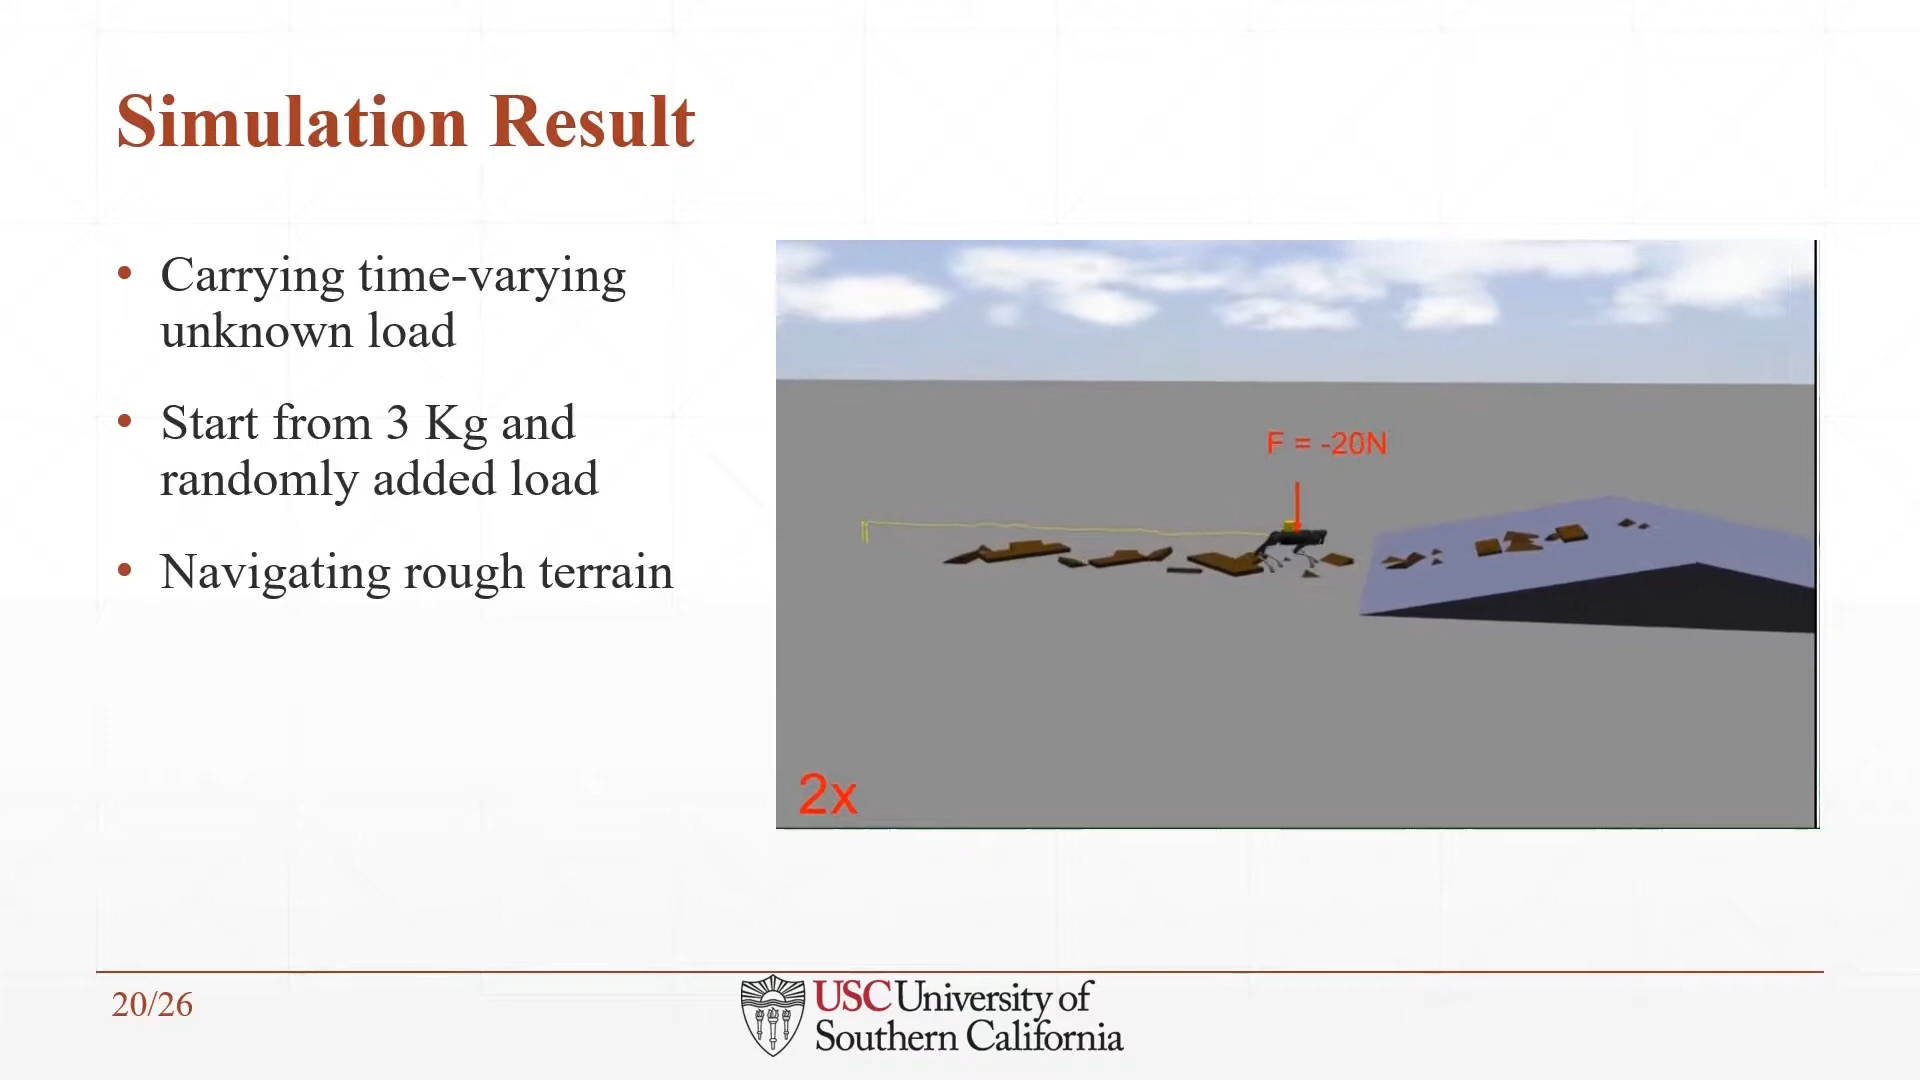 Simulation Result
• Carrying time-varying
unknown load
• Start from 3 Kg and
randomly added load
• Navigating rough terrain
F = -20N
2x
20/26
USC University of
Southern California